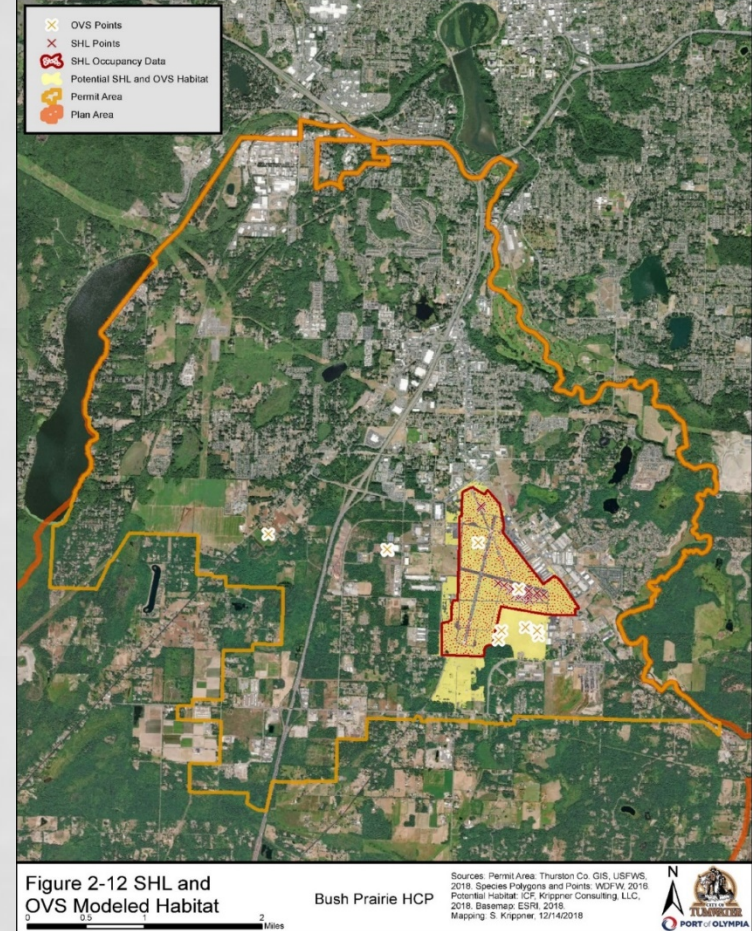 OVS Points
SHL Points
SHL Occupancy Data
Potential SHL and OVS Habitat
Permit Area
Plan Area
Figure 2-12 SHL and
OVS Modeled Habitat
0 0.5 1 2
Miles
Bush Prairie HCP
Sources: Permit Area: Thurston Co. GIS, USFWS,
2018. Species Polygons and Points: WDFW, 2016.
Potential Habitat: ICF, Krippner Consulting, LLC,
2018. Basemap: ESRI, 2018.
Mapping: S. Krippner, 12/14/2018
N
CITY OF
TUMWATER
PORT of OLYMPIA